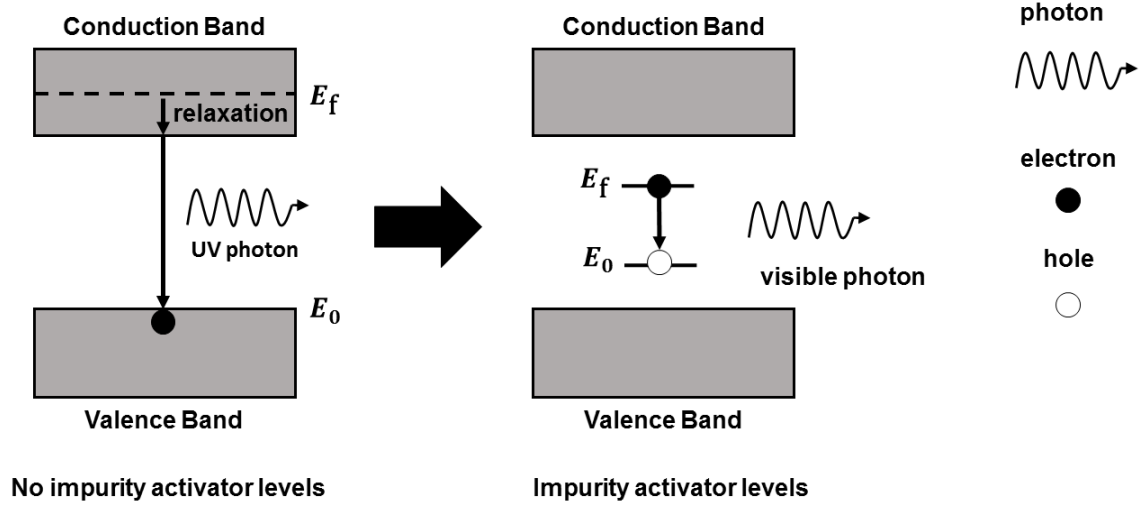 Conduction Band
E_f
relaxation
UV photon
E_0
Valence Band
No impurity activator levels
Conduction Band
E_f
E_0
visible photon
Valence Band
Impurity activator levels
photon
electron
hole